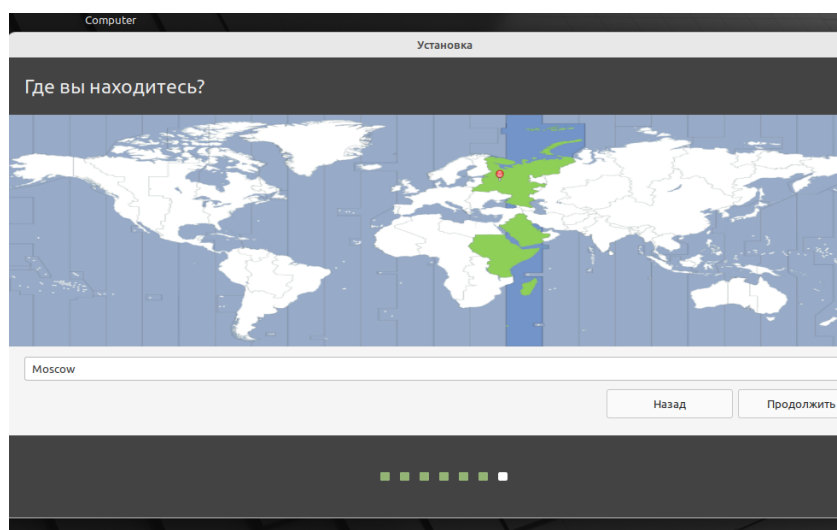 Computer
Установка
Где вы находитесь?
Moscow
Назад
Продолжить